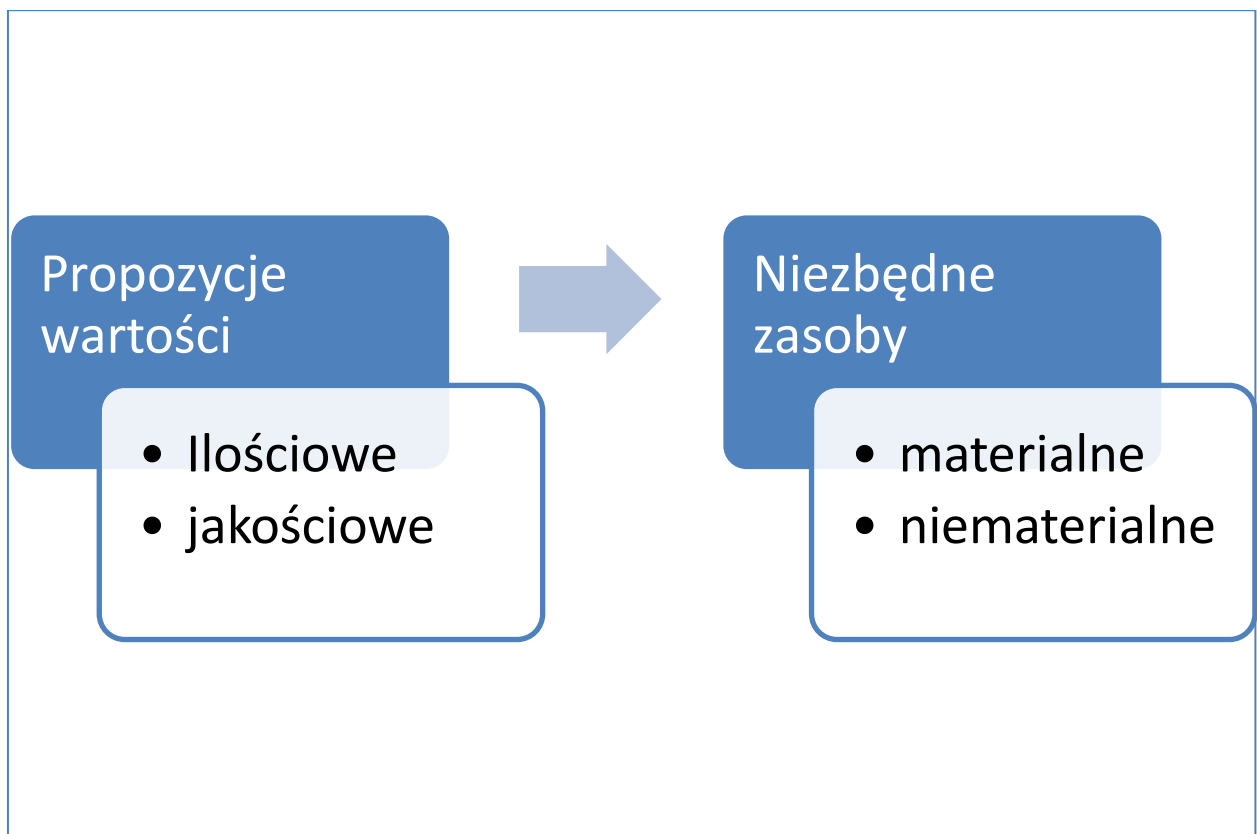 Propozycje
wartości
• Ilościowe
• jakościowe
Niezbędne
zasoby
• materialne
• niematerialne